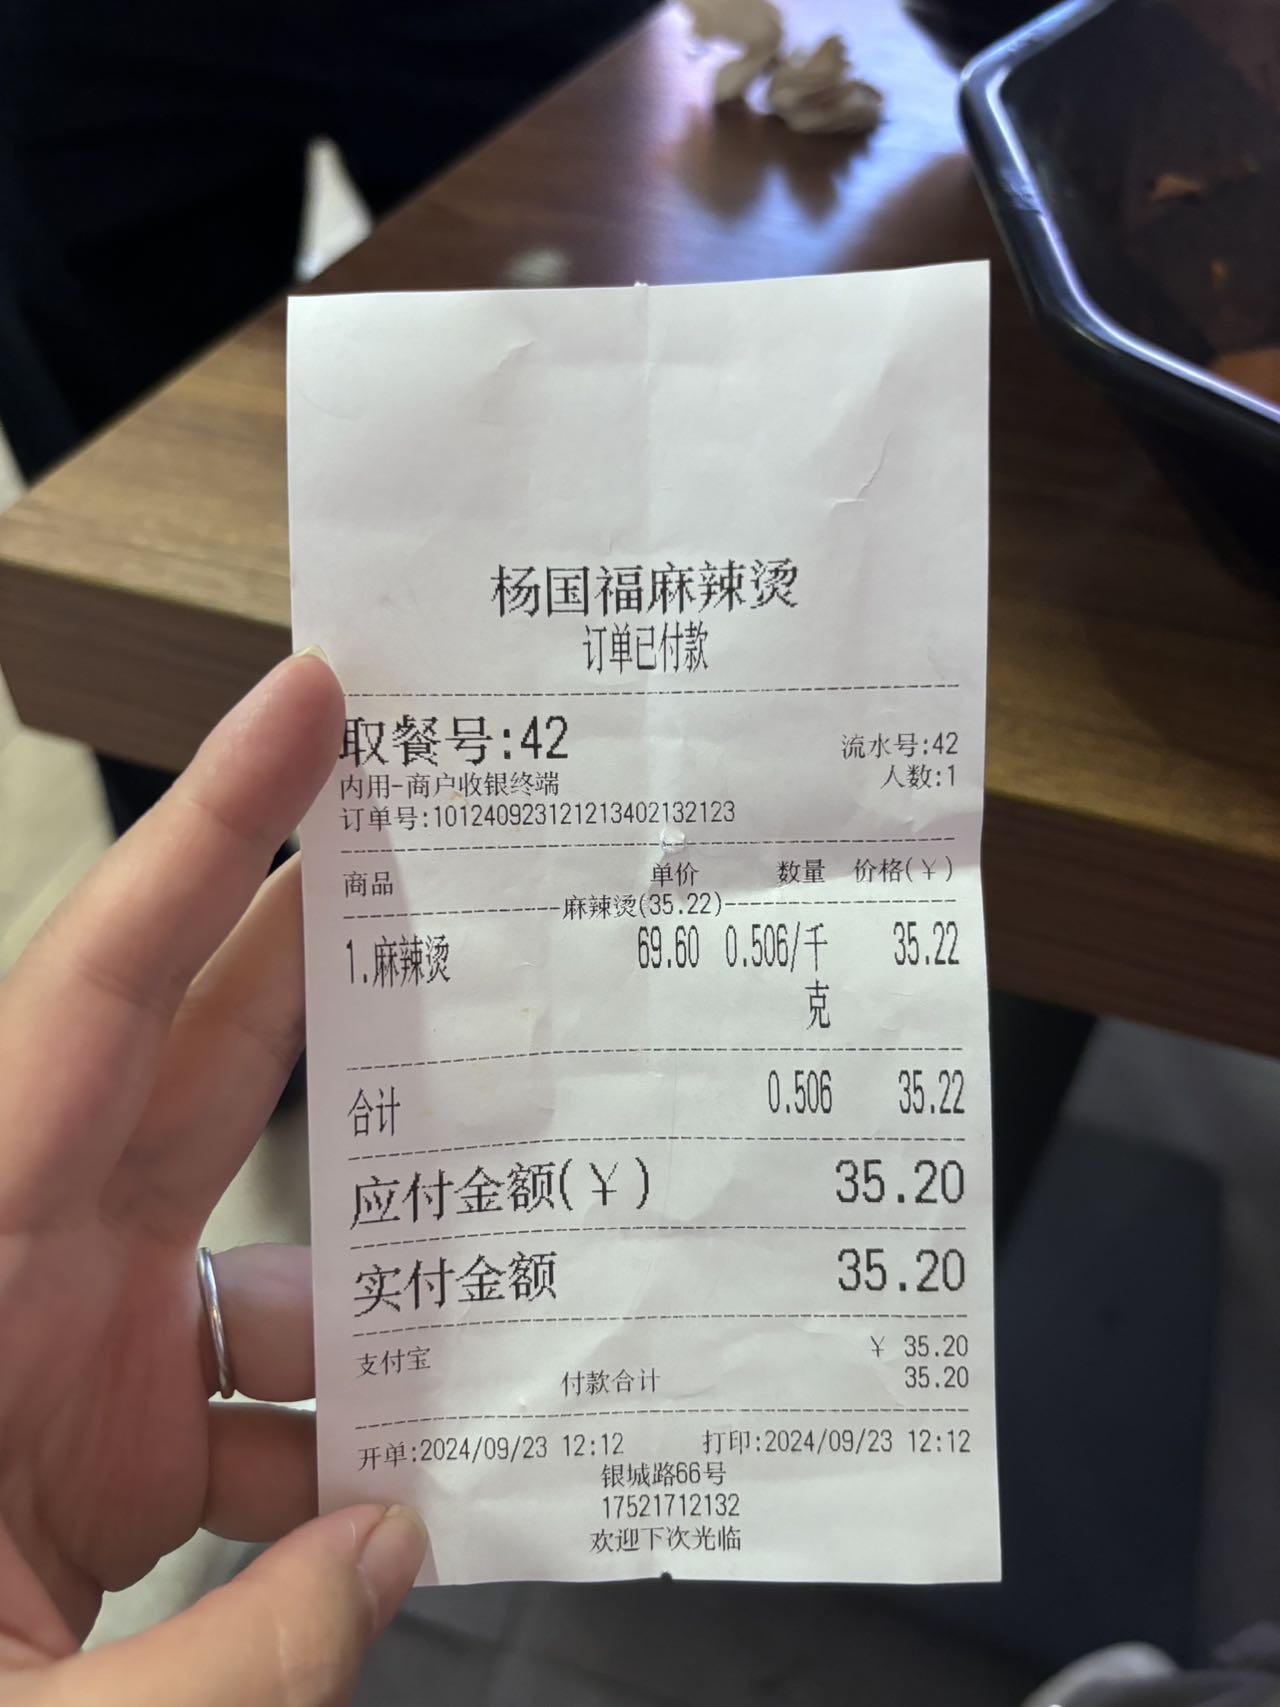 杨国福麻辣烫
订单已付款
取餐号:42 流水号:42
内用-商户收银终端 人数:1
订单号:101240923121213402132123
商品 单价 数量 价格(¥)
麻辣烫(35.22)
1.麻辣烫 69.60 0.506/千克 35.22
合计 0.506 35.22
应付金额(¥) 35.20
实付金额 35.20
支付宝 ¥ 35.20
付款合计 35.20
开单:2024/09/23 12:12 打印:2024/09/23 12:12
银城路66号
17521712132
欢迎下次光临